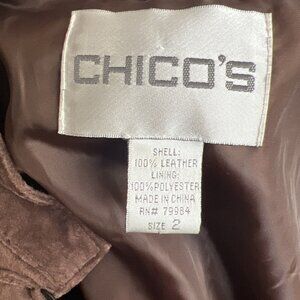 CHICO'S
SHELL:
100% LEATHER
LINING:
100%POLYESTER
MADE IN CHINA
RN# 79984
SIZE 2